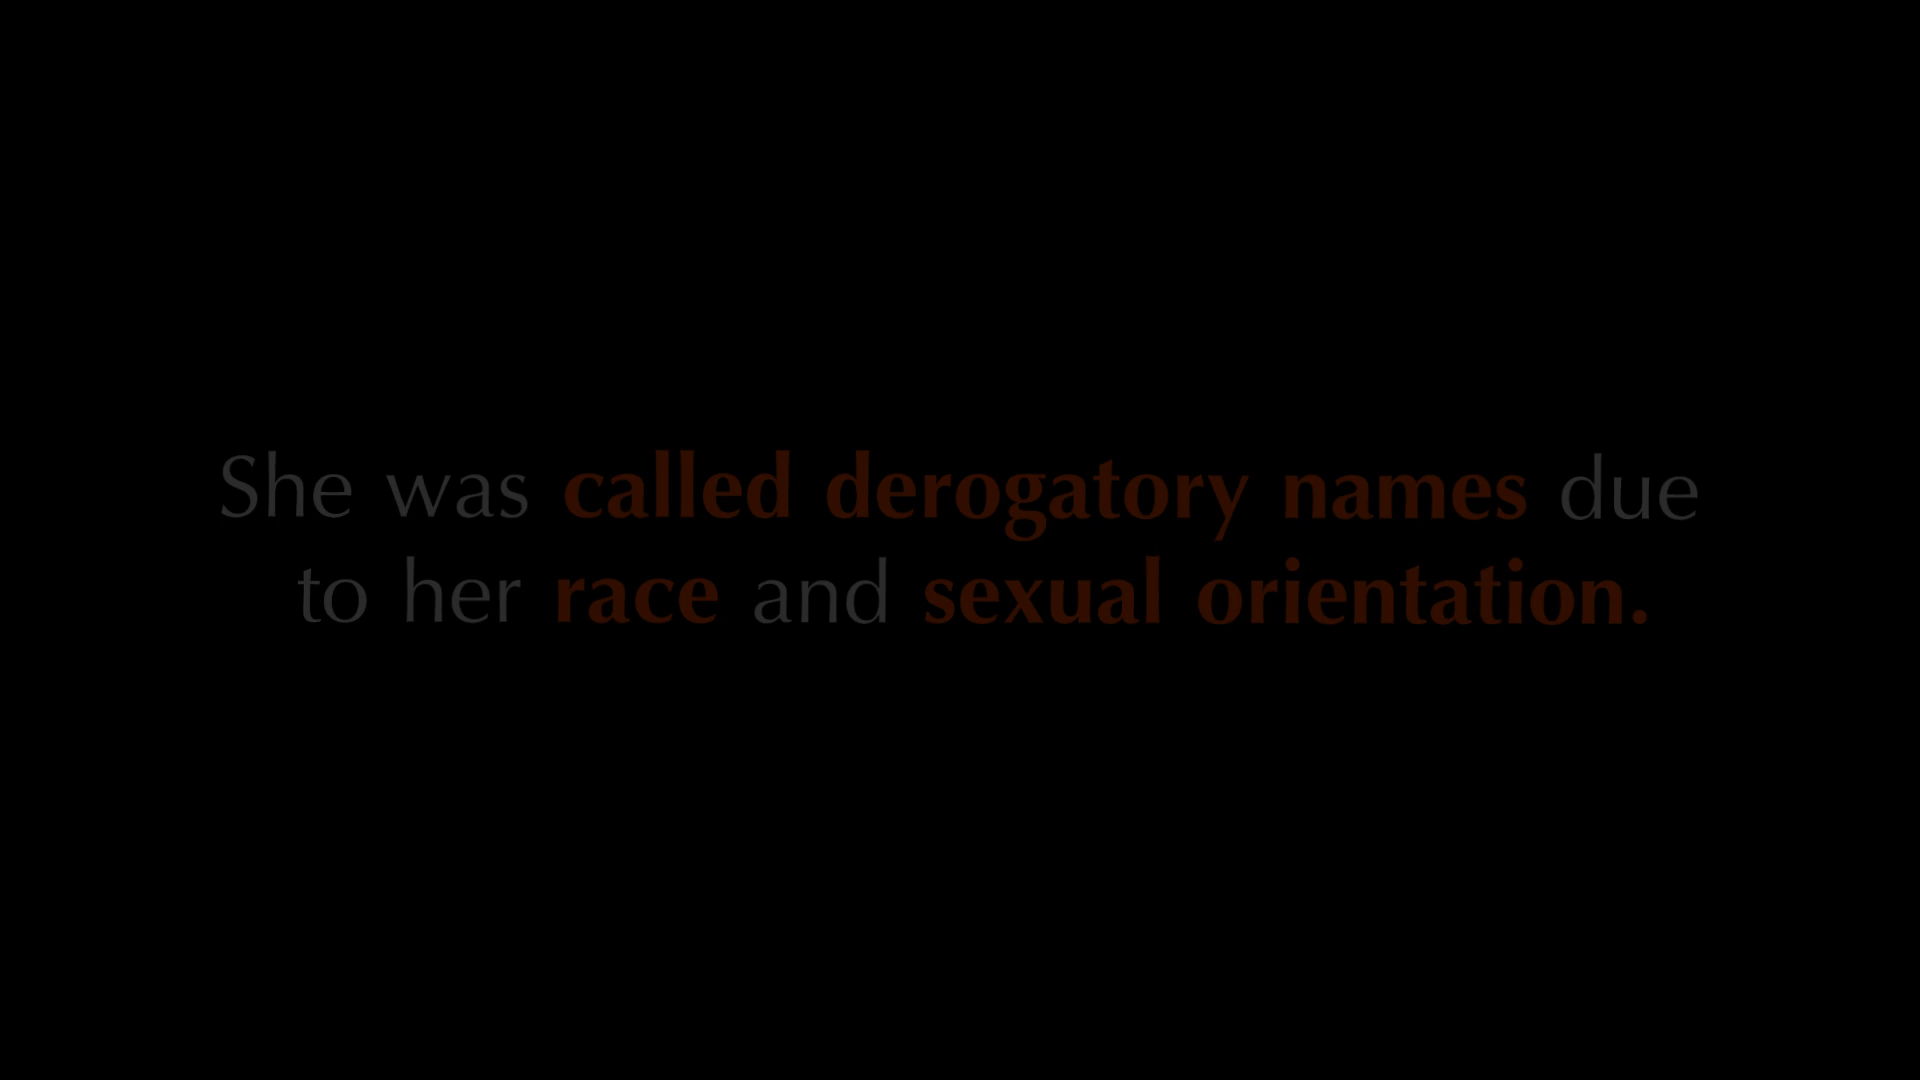 She was called derogatory names due
to her race and sexual orientation.